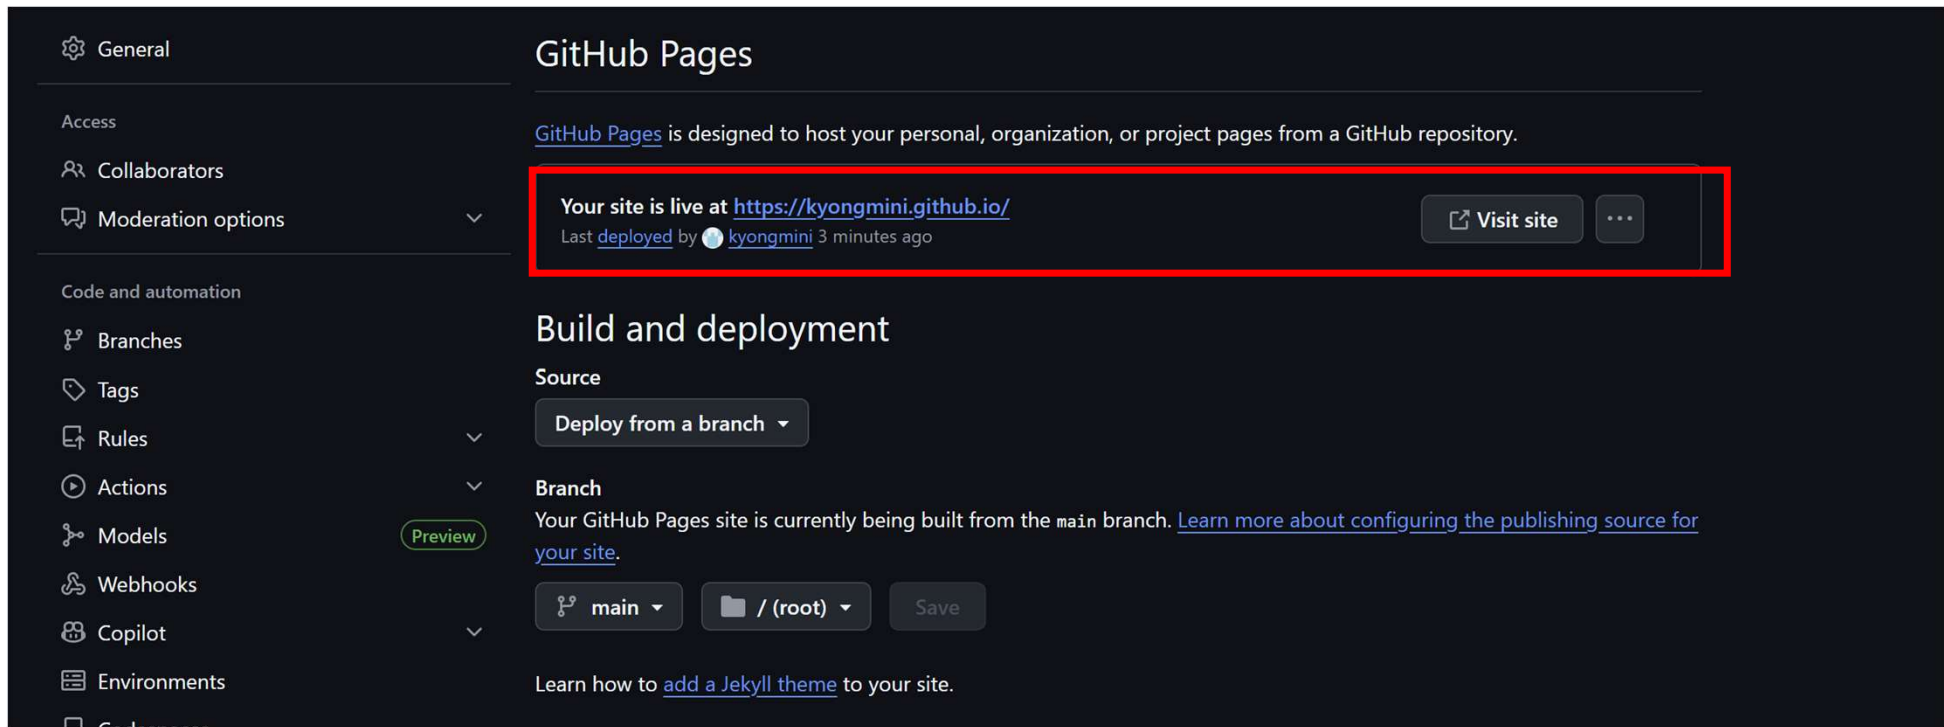 General
Access
Collaborators
Moderation options
Code and automation
Branches
Tags
Rules
Actions
Models Preview
Webhooks
Copilot
Environments
GitHub Pages
GitHub Pages is designed to host your personal, organization, or project pages from a GitHub repository.
Your site is live at https://kyongmini.github.io/
Last deployed by kyongmini 3 minutes ago
Visit site
Build and deployment
Source
Deploy from a branch
Branch
Your GitHub Pages site is currently being built from the main branch. Learn more about configuring the publishing source for
your site.
main / (root) Save
Learn how to add a Jekyll theme to your site.